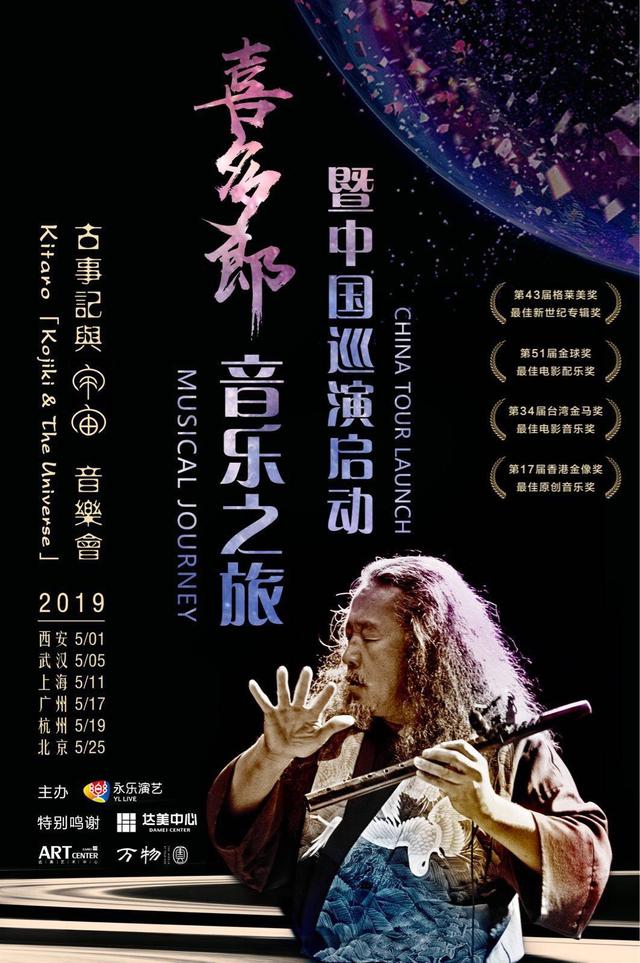 喜多郎 音乐之旅
MUSICAL JOURNEY
暨中国巡演启动
CHINA TOUR LAUNCH
古事記與宇宙 音樂會
Kitaro「Kojiki & The Universe」
第43届格莱美奖
最佳新世纪专辑奖
第51届金球奖
最佳电影配乐奖
第34届台湾金马奖
最佳电影音乐奖
第17届香港金像奖
最佳原创音乐奖
2019
西安 5/01
武汉 5/05
上海 5/11
广州 5/17
杭州 5/19
北京 5/25
主办 永乐演艺
YL LIVE
特别鸣谢 达美中心
DAMEI CENTER
ART CENTER
万物